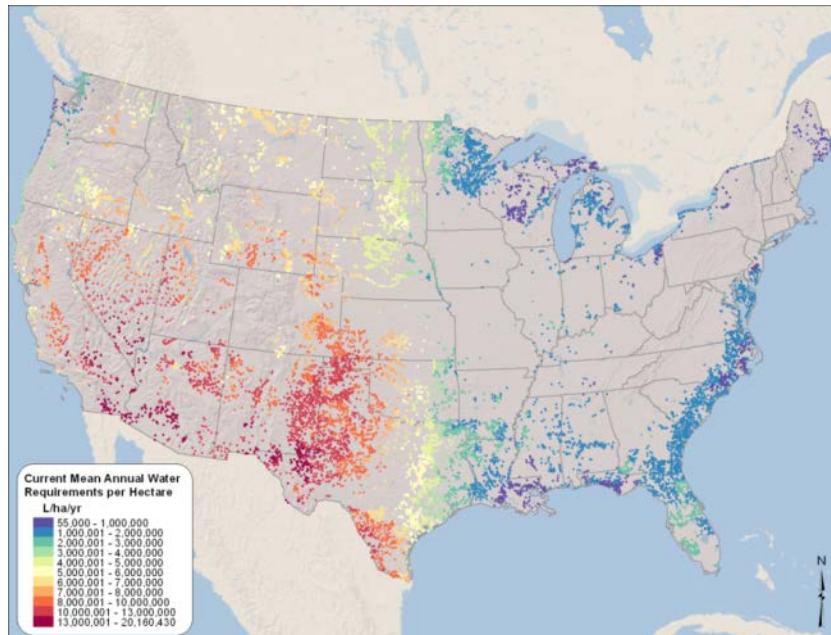 N
Current Mean Annual Water
Requirements per Hectare
L/ha/yr
55,000 - 1,000,000
1,000,001 - 2,000,000
2,000,001 - 3,000,000
3,000,001 - 4,000,000
4,000,001 - 5,000,000
5,000,001 - 6,000,000
6,000,001 - 7,000,000
7,000,001 - 8,000,000
8,000,001 - 10,000,000
10,000,001 - 13,000,000
13,000,001 - 20,160,430